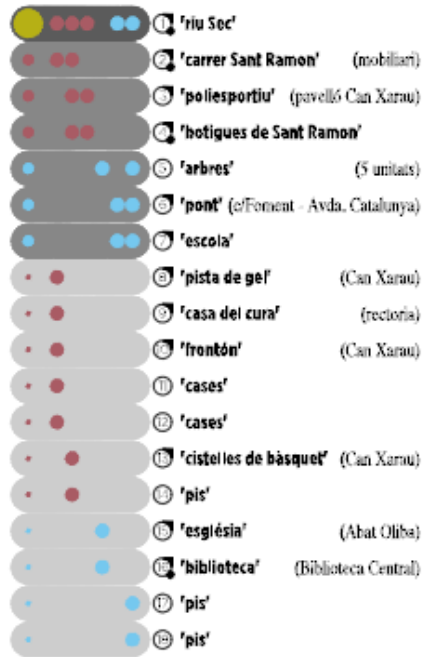 1 'riu Sec'
2 'carrer Sant Ramon' (mobiliari)
3 'poliesportiu' (pavelló Can Xarau)
4 'botigues de Sant Ramon'
5 'arbres' (5 unitats)
6 'pont' (c/Foment - Avda. Catalunya)
7 'escola'
8 'pista de gel' (Can Xarau)
9 'casa del cura' (rectoria)
10 'frontón' (Can Xarau)
11 'cases'
12 'cases'
13 'cistelles de bàsquet' (Can Xarau)
14 'pis'
15 'església' (Abat Oliba)
16 'biblioteca' (Biblioteca Central)
17 'pis'
18 'pis'